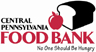 CENTRAL PENNSYLVANIA
FOOD BANK
No One Should Be Hungry